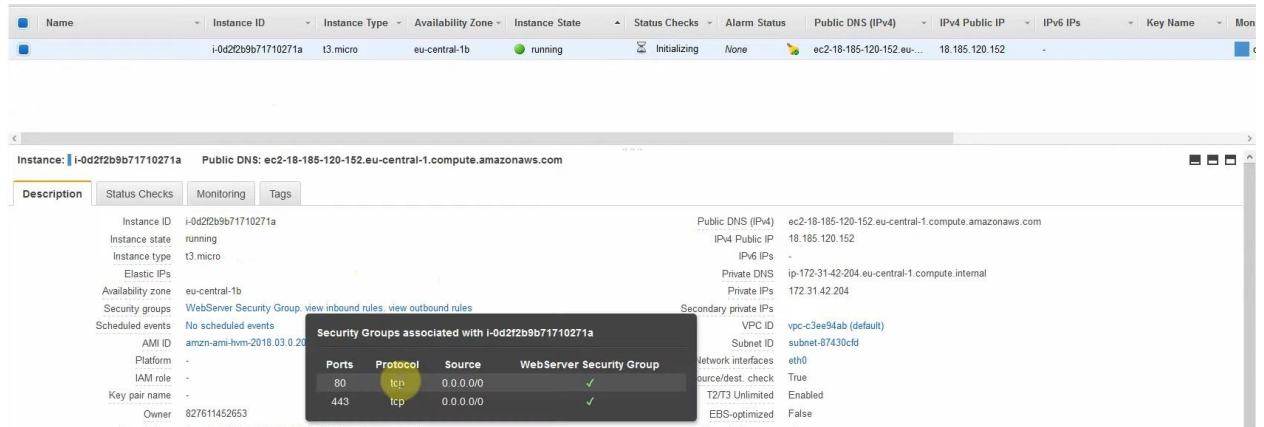 Name Instance ID Instance Type Availability Zone Instance State Status Checks Alarm Status Public DNS (IPv4) IPv4 Public IP IPv6 IPs Key Name Mon
i-0d2f2b9b71710271a t3.micro eu-central-1b running Initializing None ec2-18-185-120-152.eu-... 18.185.120.152 -
Instance: i-0d2f2b9b71710271a Public DNS: ec2-18-185-120-152.eu-central-1.compute.amazonaws.com
Description Status Checks Monitoring Tags
Instance ID i-0d2f2b9b71710271a Public DNS (IPv4) ec2-18-185-120-152.eu-central-1.compute.amazonaws.com
Instance state running IPv4 Public IP 18.185.120.152
Instance type t3.micro IPv6 IPs -
Elastic IPs Private DNS ip-172-31-42-204.eu-central-1.compute.internal
Availability zone eu-central-1b Private IPs 172.31.42.204
Security groups WebServer Security Group. view inbound rules. view outbound rules Secondary private IPs
Scheduled events No scheduled events VPC ID vpc-c3ee94ab (default)
AMI ID amzn-ami-hvm-2018.03.0.20 Subnet ID subnet-87430cfd
Platform - Network interfaces eth0
IAM role - ource/dest. check True
Key pair name - T2/T3 Unlimited Enabled
Owner 827611452653 EBS-optimized False
Security Groups associated with i-0d2f2b9b71710271a
Ports Protocol Source WebServer Security Group
80 tcp 0.0.0.0/0 ✓
443 tcp 0.0.0.0/0 ✓